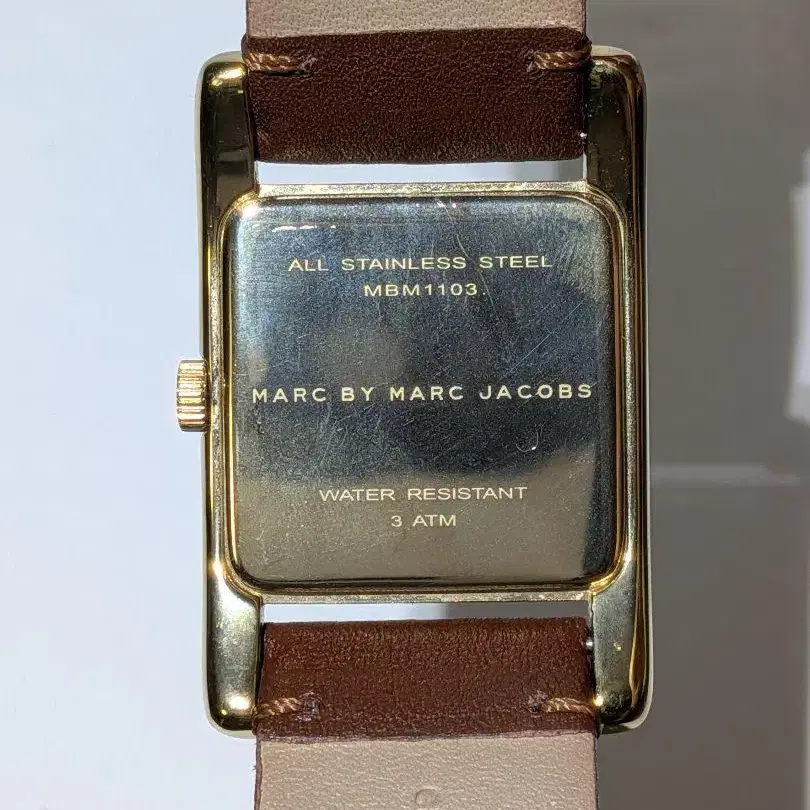 ALL STAINLESS STEEL
MBM1103.
MARC BY MARC JACOBS
WATER RESISTANT
3 ATM